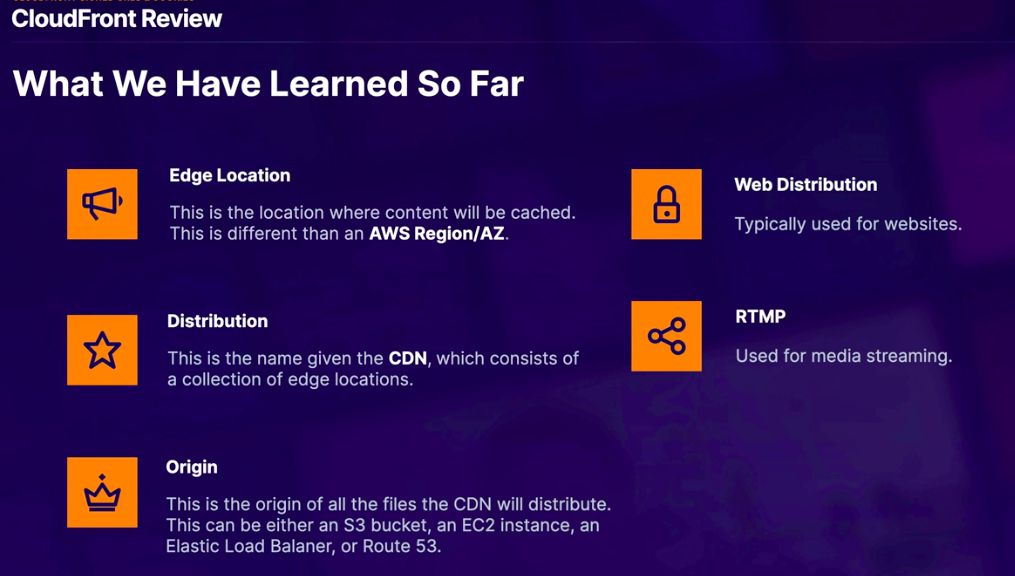 CloudFront Review
What We Have Learned So Far
Edge Location
This is the location where content will be cached.
This is different than an AWS Region/AZ.
Distribution
This is the name given the CDN, which consists of
a collection of edge locations.
Origin
This is the origin of all the files the CDN will distribute.
This can be either an S3 bucket, an EC2 instance, an
Elastic Load Balaner, or Route 53.
Web Distribution
Typically used for websites.
RTMP
Used for media streaming.